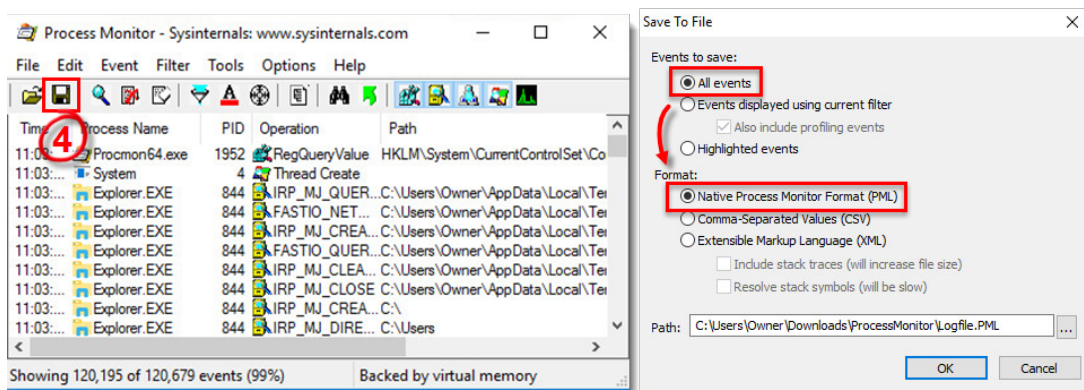 Process Monitor - Sysinternals: www.sysinternals.com
File Edit Event Filter Tools Options Help
4
Time Process Name PID Operation Path
11:03:... Procmon64.exe 1952 RegQueryValue HKLM\System\CurrentControlSet\Co
11:03:... System 4 Thread Create
11:03:... Explorer.EXE 844 IRP_MJ_QUER... C:\Users\Owner\AppData\Local\Te
11:03:... Explorer.EXE 844 FASTIO_NET... C:\Users\Owner\AppData\Local\Te
11:03:... Explorer.EXE 844 IRP_MJ_CREA... C:\Users\Owner\AppData\Local\Te
11:03:... Explorer.EXE 844 FASTIO_QUER... C:\Users\Owner\AppData\Local\Te
11:03:... Explorer.EXE 844 IRP_MJ_CLEA... C:\Users\Owner\AppData\Local\Te
11:03:... Explorer.EXE 844 IRP_MJ_CLOSE C:\Users\Owner\AppData\Local\Te
11:03:... Explorer.EXE 844 IRP_MJ_CREA... C:\
11:03:... Explorer.EXE 844 IRP_MJ_DIRE... C:\Users
Showing 120,195 of 120,679 events (99%) Backed by virtual memory
Save To File
Events to save:
All events
Events displayed using current filter
Also include profiling events
Highlighted events
Format:
Native Process Monitor Format (PML)
Comma-Separated Values (CSV)
Extensible Markup Language (XML)
Include stack traces (will increase file size)
Resolve stack symbols (will be slow)
Path: C:\Users\Owner\Downloads\ProcessMonitor\Logfile.PML ...
OK Cancel